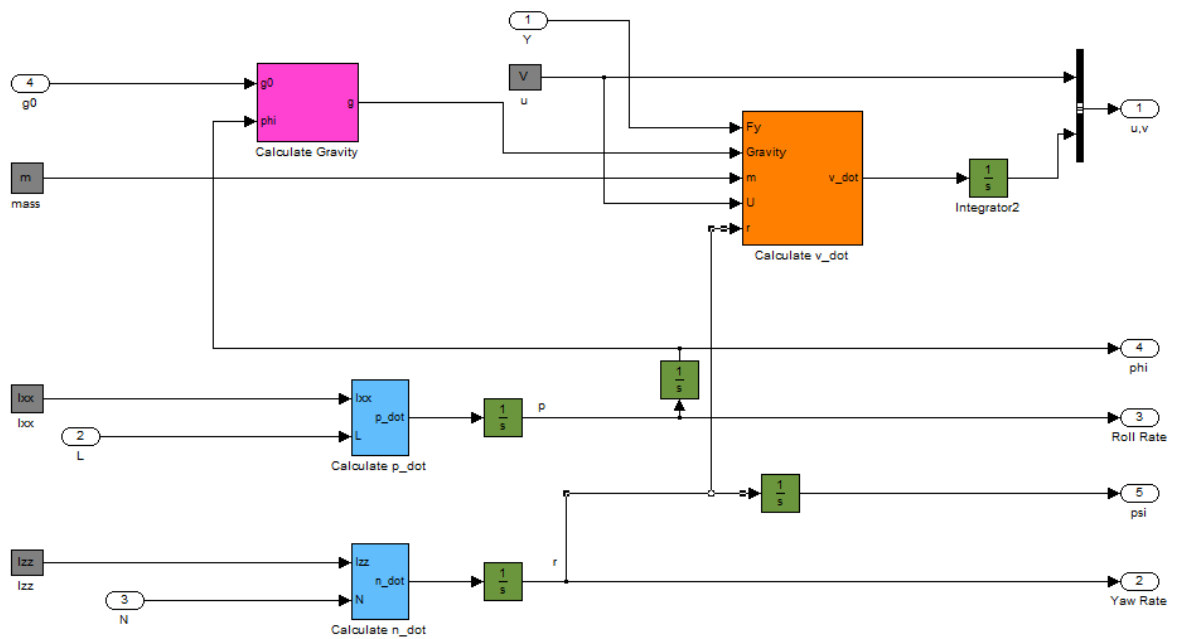 1
Y
4
g0
g0
phi
g
Calculate Gravity
V
u
1
u,v
m
mass
Fy
Gravity
m
U
r
v_dot
Calculate v_dot
1
s
Integrator2
4
phi
1
s
Ixx
Ixx
2
L
Ixx
L
p_dot
Calculate p_dot
1
s
p
3
Roll Rate
1
s
5
psi
Izz
Izz
3
N
Izz
N
n_dot
Calculate n_dot
1
s
r
2
Yaw Rate